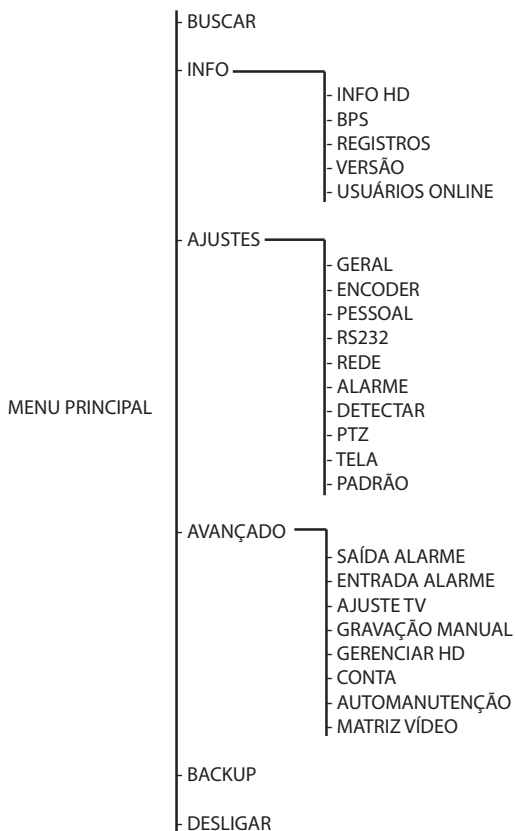 - BUSCAR
- INFO
- INFO HD
- BPS
- REGISTROS
- VERSÃO
- USUÁRIOS ONLINE
- AJUSTES
- GERAL
- ENCODER
- PESSOAL
- RS232
- REDE
- ALARME
MENU PRINCIPAL
- DETECTAR
- PTZ
- TELA
- PADRÃO
- AVANÇADO
- SAÍDA ALARME
- ENTRADA ALARME
- AJUSTE TV
- GRAVAÇÃO MANUAL
- GERENCIAR HD
- CONTA
- AUTOMANUTENÇÃO
- MATRIZ VÍDEO
- BACKUP
- DESLIGAR